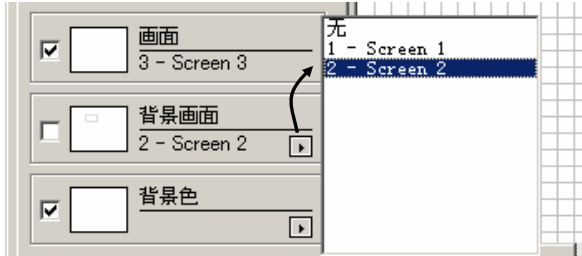 画面
3 - Screen 3
背景画面
2 - Screen 2
背景色
无
1 - Screen 1
2 - Screen 2